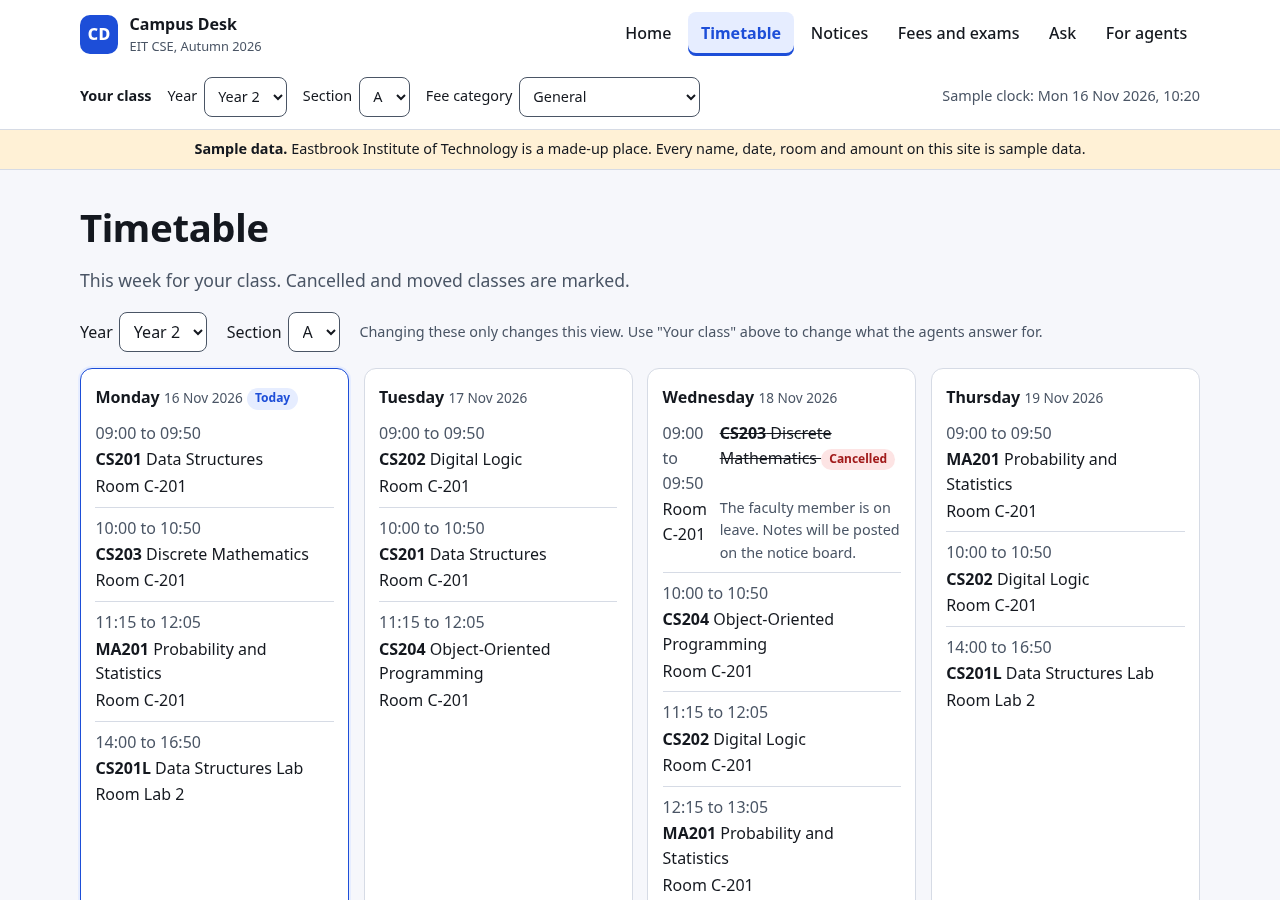 CD
Campus Desk
EIT CSE, Autumn 2026
Home
Timetable
Notices
Fees and exams
Ask
For agents
Your class
Year
Year 2
Section
A
Fee category
General
Sample clock: Mon 16 Nov 2026, 10:20
Sample data. Eastbrook Institute of Technology is a made-up place. Every name, date, room and amount on this site is sample data.
Timetable
This week for your class. Cancelled and moved classes are marked.
Year
Year 2
Section
A
Changing these only changes this view. Use "Your class" above to change what the agents answer for.
Monday 16 Nov 2026 Today
09:00 to 09:50
CS201 Data Structures
Room C-201
10:00 to 10:50
CS203 Discrete Mathematics
Room C-201
11:15 to 12:05
MA201 Probability and
Statistics
Room C-201
14:00 to 16:50
CS201L Data Structures Lab
Room Lab 2
Tuesday 17 Nov 2026
09:00 to 09:50
CS202 Digital Logic
Room C-201
10:00 to 10:50
CS201 Data Structures
Room C-201
11:15 to 12:05
CS204 Object-Oriented
Programming
Room C-201
Wednesday 18 Nov 2026
09:00
to
09:50
CS203 Discrete
Mathematics Cancelled
Room
C-201
The faculty member is on
leave. Notes will be posted
on the notice board.
10:00 to 10:50
CS204 Object-Oriented
Programming
Room C-201
11:15 to 12:05
CS202 Digital Logic
Room C-201
12:15 to 13:05
MA201 Probability and
Statistics
Room C-201
Thursday 19 Nov 2026
09:00 to 09:50
MA201 Probability and
Statistics
Room C-201
10:00 to 10:50
CS202 Digital Logic
Room C-201
14:00 to 16:50
CS201L Data Structures Lab
Room Lab 2